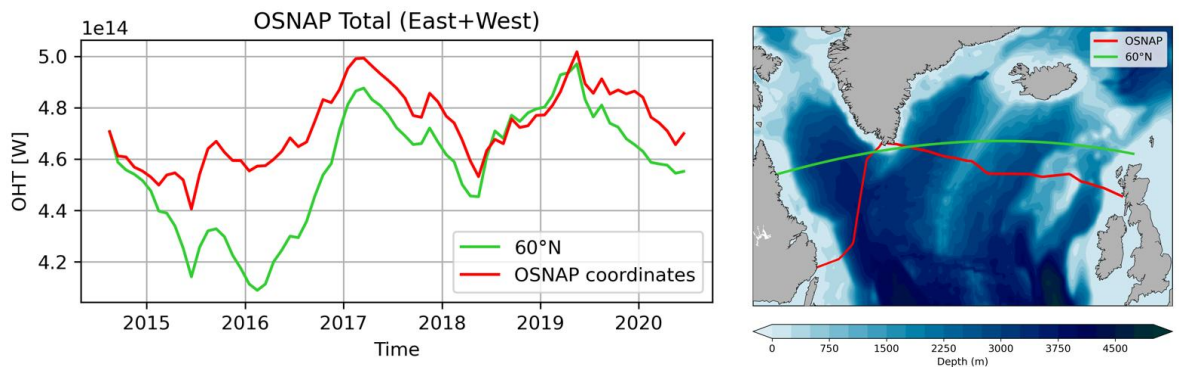 OSNAP Total (East+West)
1e14
5.0
4.8
4.6
4.4
4.2
OHT [W]
60°N
OSNAP coordinates
2015 2016 2017 2018 2019 2020
Time
OSNAP
60°N
0 750 1500 2250 3000 3750 4500
Depth (m)